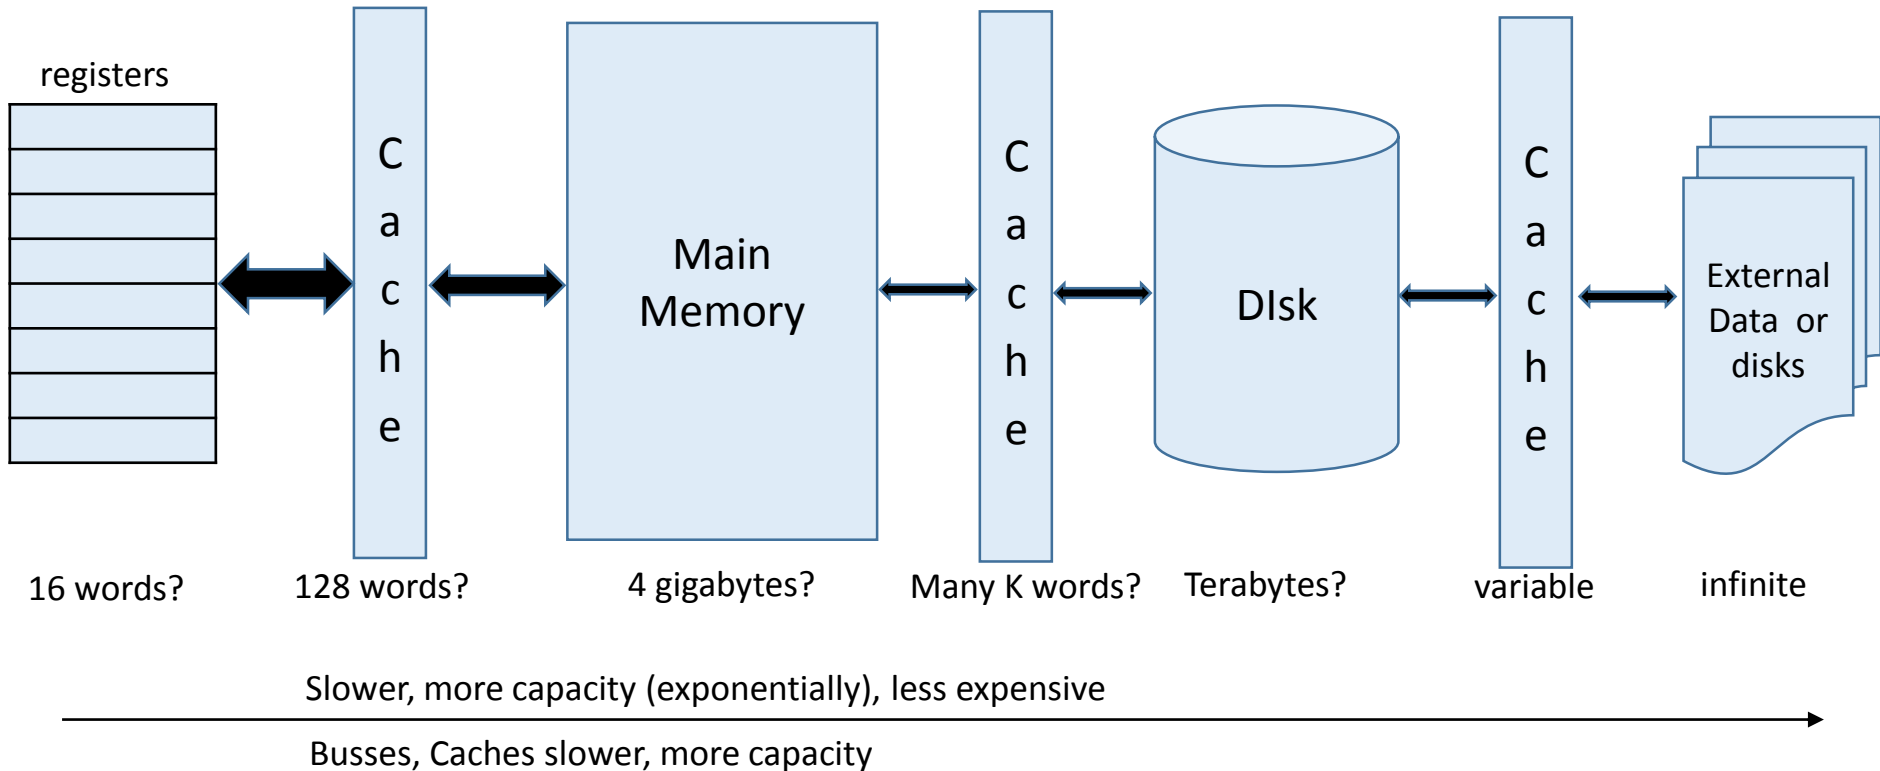 registers
C
a
c
h
e
Main
Memory
C
a
c
h
e
DIsk
C
a
c
h
e
External
Data or
disks
16 words?
128 words?
4 gigabytes?
Many K words?
Terabytes?
variable
infinite
Slower, more capacity (exponentially), less expensive
Busses, Caches slower, more capacity